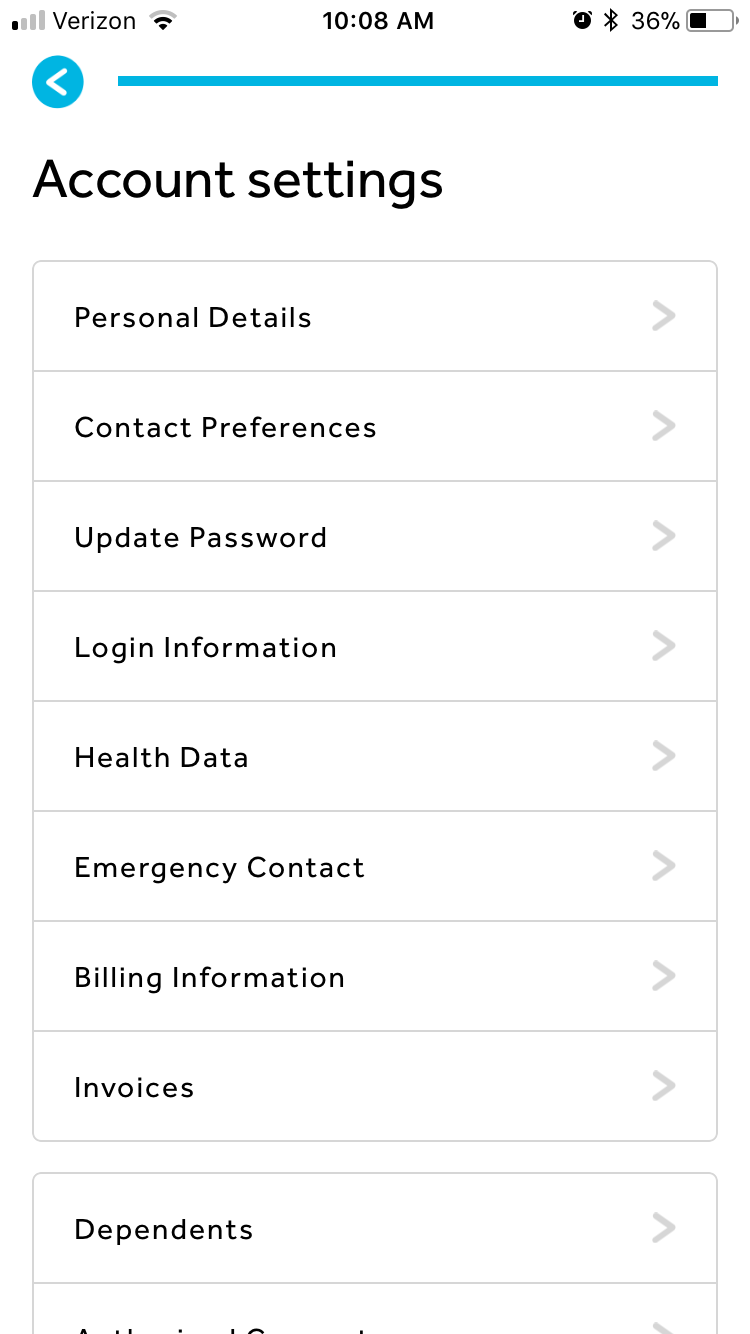 Verizon 10:08 AM 36%
Account settings
Personal Details
Contact Preferences
Update Password
Login Information
Health Data
Emergency Contact
Billing Information
Invoices
Dependents